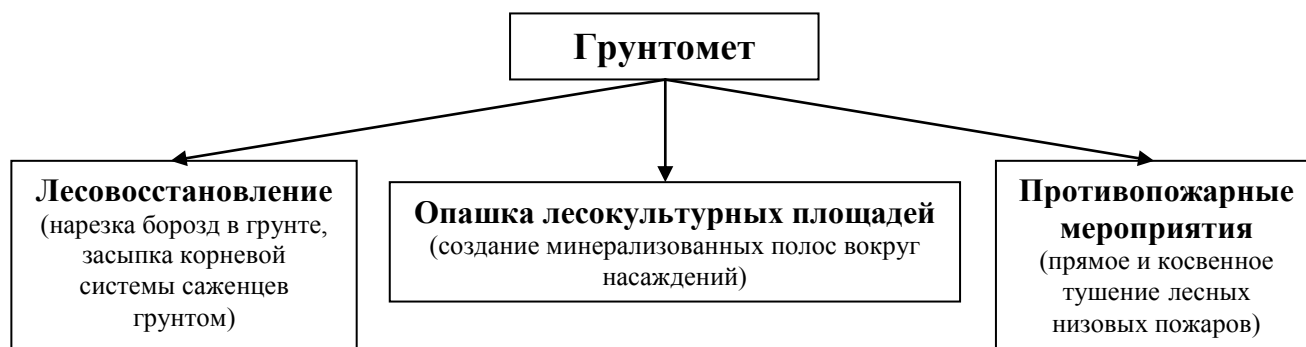 Грунтомет
Лесовосстановление
(нарезка борозд в грунте,
засыпка корневой
системы саженцев
грунтом)
Опашка лесокультурных площадей
(создание минерализованных полос вокруг
насаждений)
Противопожарные
мероприятия
(прямое и косвенное
тушение лесных
низовых пожаров)